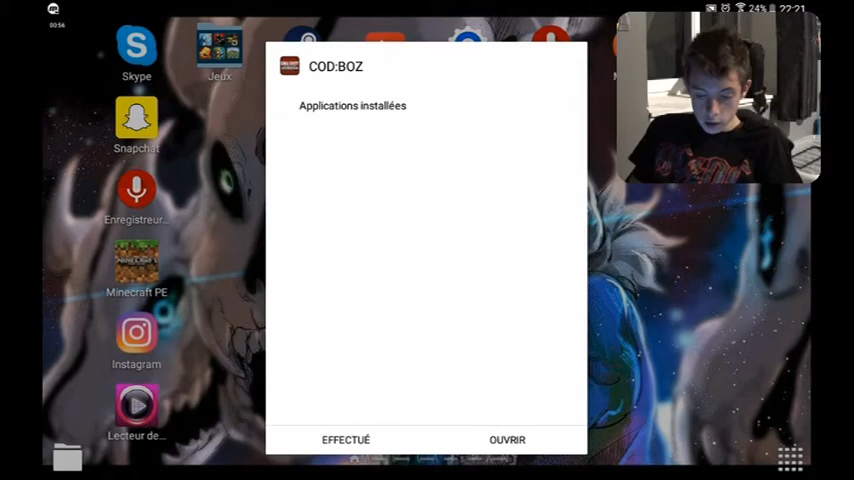 24% 22:21
00:56
Skype
Jeux
COD:BOZ
Applications installées
Snapchat
Enregistreur...
MINECRAFT
Minecraft PE
Instagram
Lecteur de...
EFFECTUÉ
OUVRIR